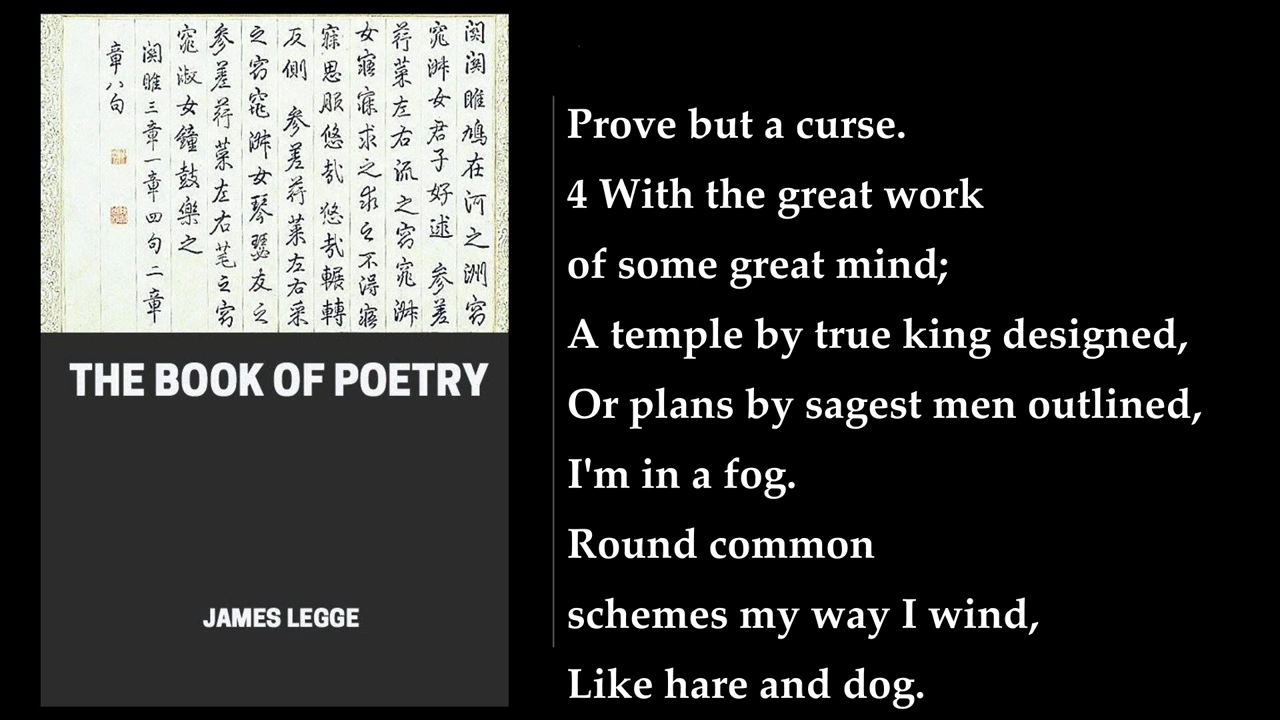 関関雎鳩在河之洲窈
窕淑女君子好逑 參差
荇菜左右流之窈窕淑
女寤寐求之求之不得寤
寐思服悠哉悠哉輾轉
反側 參差荇菜左右采
之窈窕淑女琴瑟友之
參差荇菜左右芼之窈
窕淑女鐘鼓樂之
関雎三章一章四句二章
章八句
THE BOOK OF POETRY
JAMES LEGGE
Prove but a curse.
4 With the great work
of some great mind;
A temple by true king designed,
Or plans by sagest men outlined,
I'm in a fog.
Round common
schemes my way I wind,
Like hare and dog.